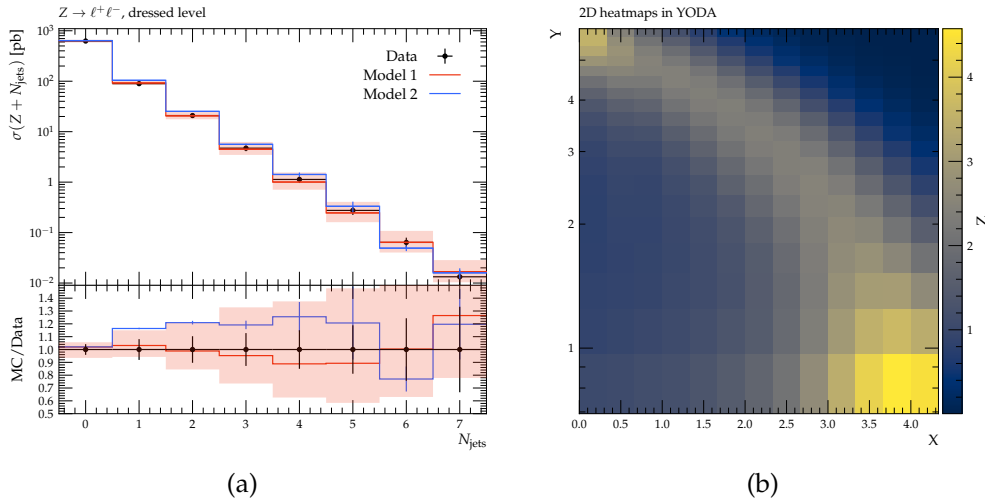 Z → ℓ⁺ℓ⁻, dressed level
σ(Z + N_jets) [pb]
10³
10²
10¹
1
10⁻¹
10⁻²
Data
Model 1
Model 2
MC/Data
1.4
1.3
1.2
1.1
1.0
0.9
0.8
0.7
0.6
0.5
0 1 2 3 4 5 6 7
N_jets
(a)
2D heatmaps in YODA
Y
4
3
2
1
0.0 0.5 1.0 1.5 2.0 2.5 3.0 3.5 4.0
X
Z
4
3
2
1
0
(b)